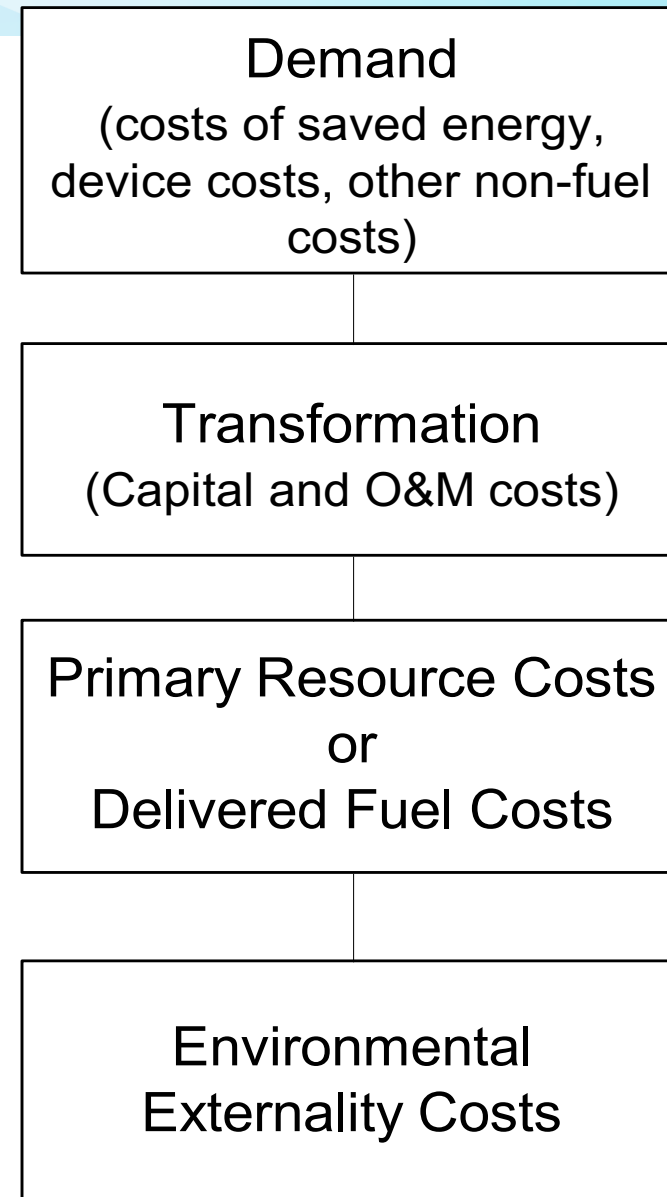 Demand
(costs of saved energy,
device costs, other non-fuel
costs)
Transformation
(Capital and O&M costs)
Primary Resource Costs
or
Delivered Fuel Costs
Environmental
Externality Costs